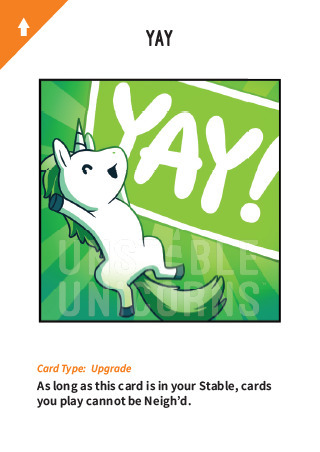 YAY
YAY!
UNSTABLE
UNICORNS
Card Type: Upgrade
As long as this card is in your Stable, cards
you play cannot be Neigh’d.